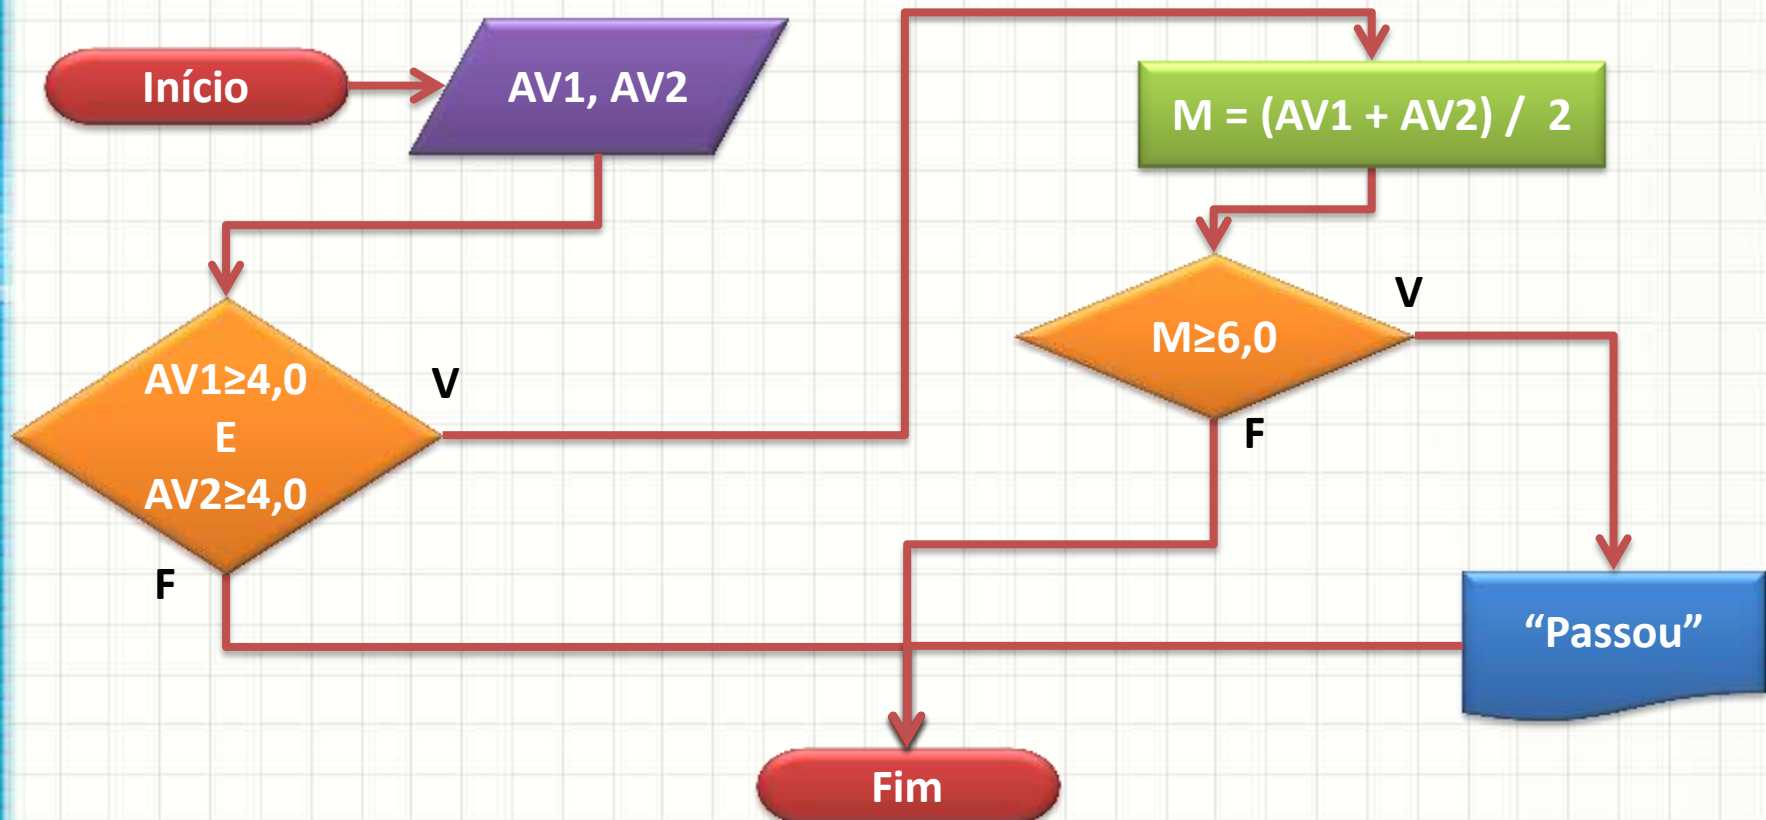 Início
AV1, AV2
AV1≥4,0
E
AV2≥4,0
V
F
M = (AV1 + AV2) /  2
M≥6,0
V
F
“Passou”
Fim